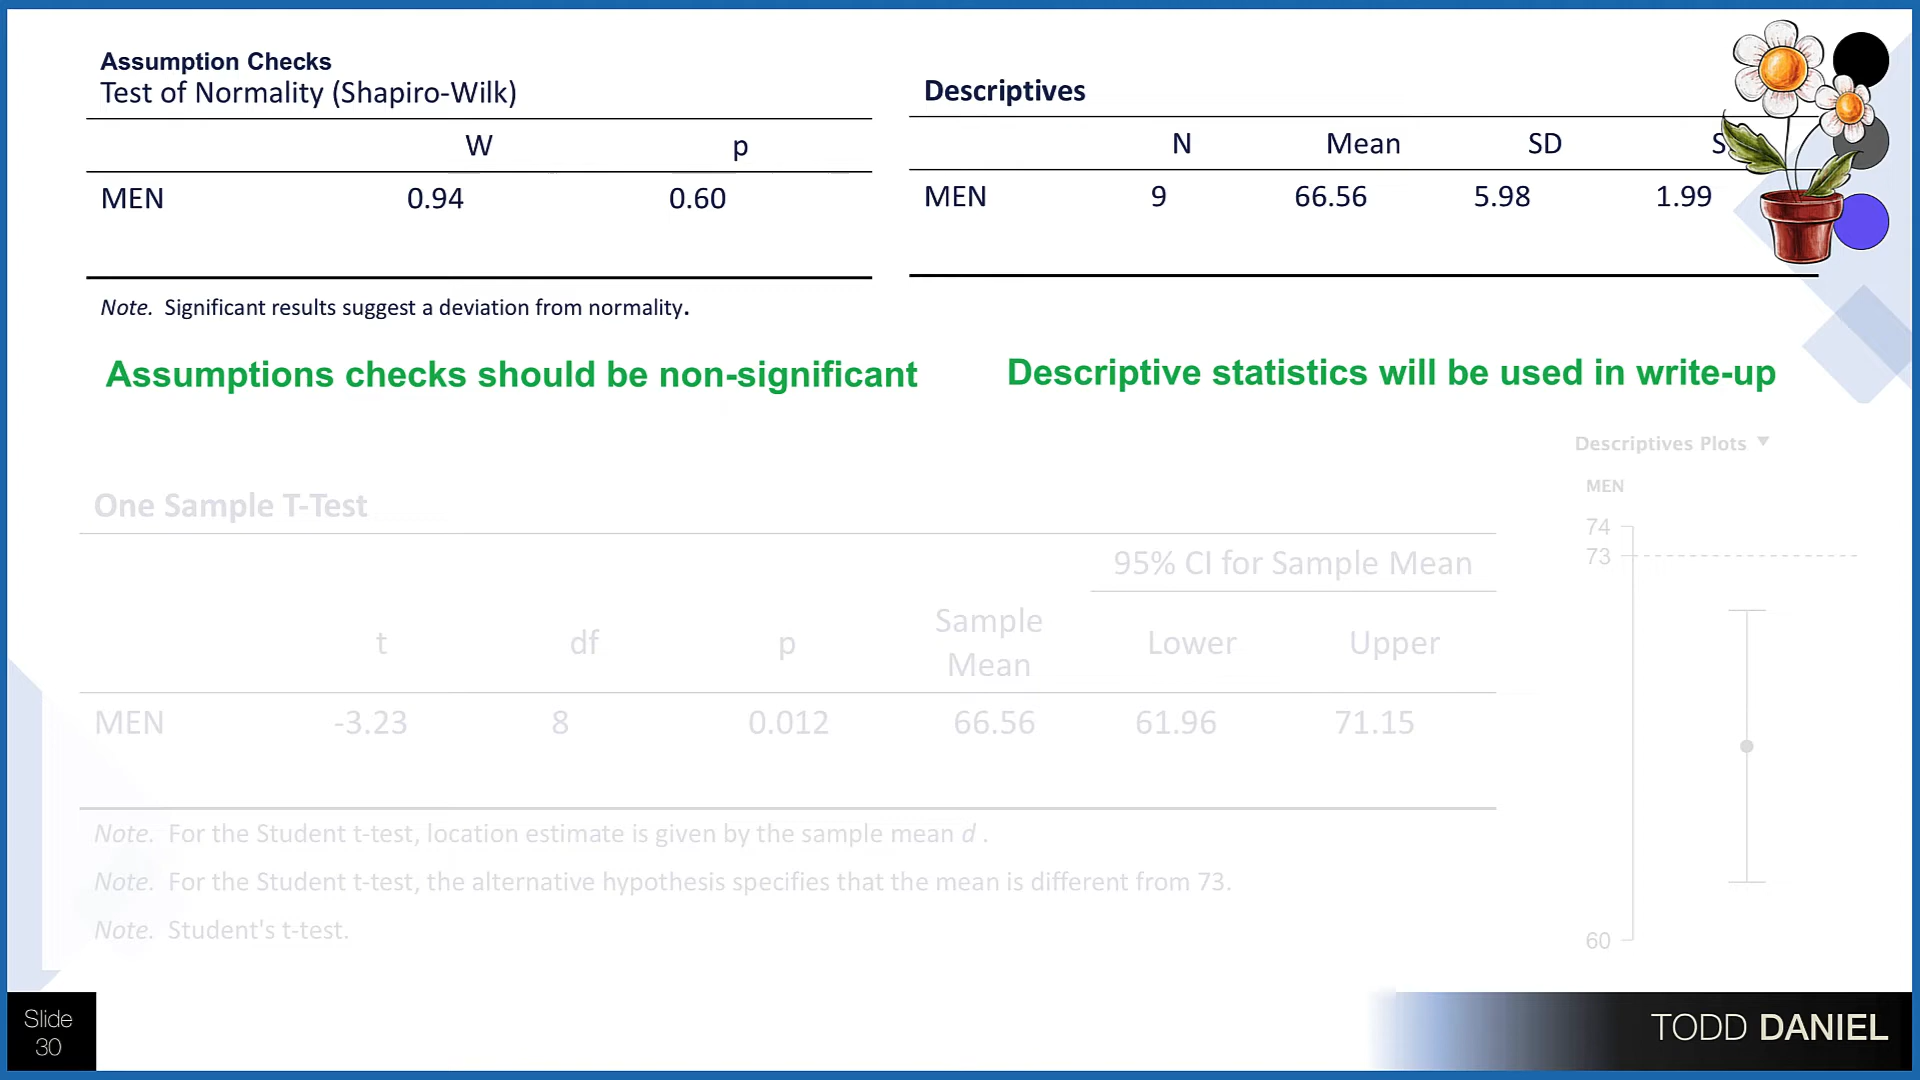 Assumption Checks
Test of Normality (Shapiro-Wilk)
W p
MEN 0.94 0.60
Note. Significant results suggest a deviation from normality.
Assumptions checks should be non-significant
Descriptives
N Mean SD
MEN 9 66.56 5.98 1.99
Descriptive statistics will be used in write-up
One Sample T-Test
95% CI for Sample Mean
t df p Sample Mean Lower Upper
MEN -3.23 8 0.012 66.56 61.96 71.15
Note. For the Student t-test, location estimate is given by the sample mean d .
Note. For the Student t-test, the alternative hypothesis specifies that the mean is different from 73.
Note. Student's t-test.
Descriptives Plots ▼
MEN
74
73
60
Slide
30
TODD DANIEL